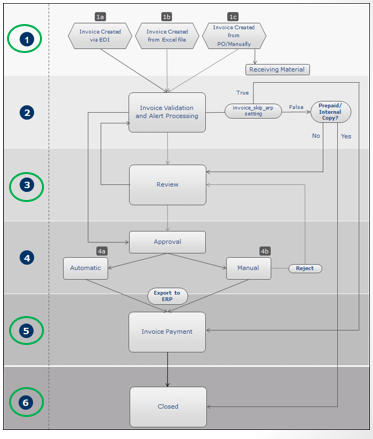 1a
1b
1c
1
Invoice Created
via EDI
Invoice Created
from Excel file
Invoice Created
from
PO/Manually
Receiving Material
2
Invoice Validation
and Alert Processing
True
invoice_skip_arp
setting
False
Prepaid/
Internal
Copy?
No
Yes
3
Review
4
Approval
4a
4b
Automatic
Manual
Reject
Export to
ERP
5
Invoice Payment
6
Closed